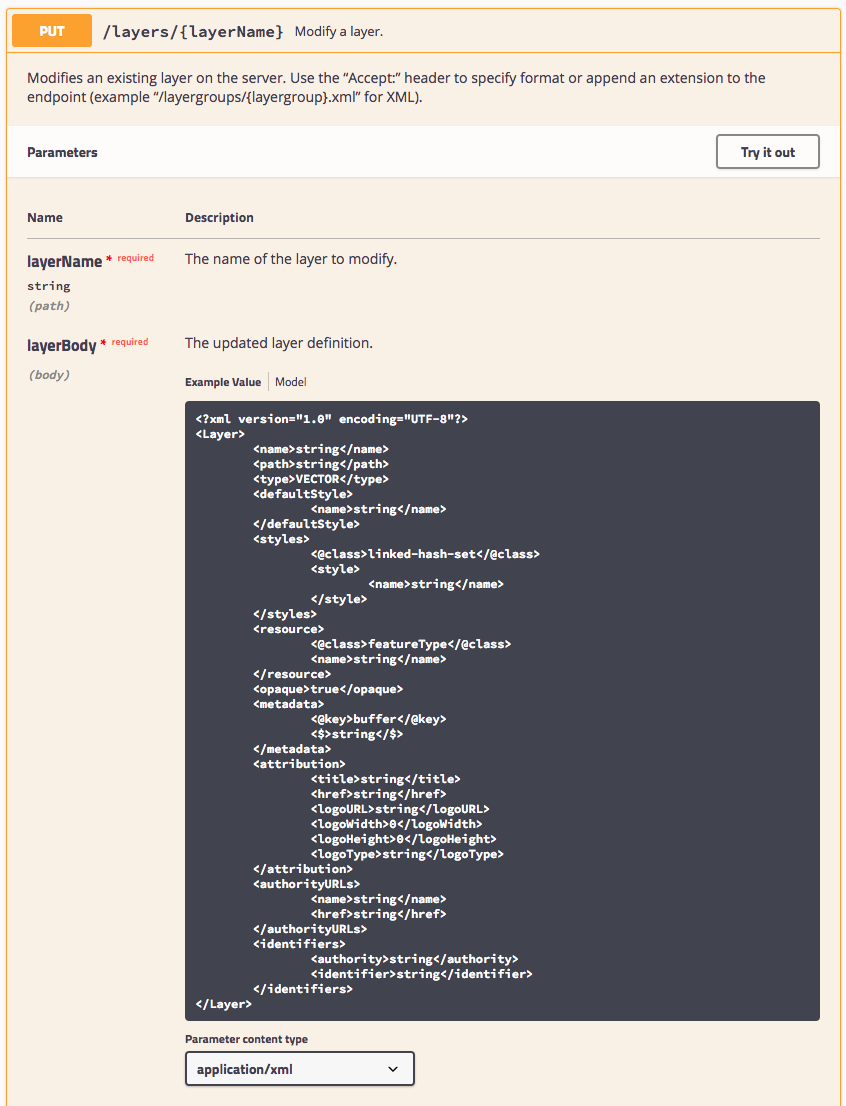 PUT /layers/{layerName} Modify a layer.
Modifies an existing layer on the server. Use the “Accept:” header to specify format or append an extension to the
endpoint (example “/layergroups/{layergroup}.xml” for XML).
Parameters Try it out
Name Description
layerName * required The name of the layer to modify.
string
(path)
layerBody * required The updated layer definition.
(body)
Example Value Model
<?xml version="1.0" encoding="UTF-8"?>
<Layer>
<name>string</name>
<path>string</path>
<type>VECTOR</type>
<defaultStyle>
<name>string</name>
</defaultStyle>
<styles>
<@class>linked-hash-set</@class>
<style>
<name>string</name>
</style>
</styles>
<resource>
<@class>featureType</@class>
<name>string</name>
</resource>
<opaque>true</opaque>
<metadata>
<@key>buffer</@key>
<$>string</$>
</metadata>
<attribution>
<title>string</title>
<href>string</href>
<logoURL>string</logoURL>
<logoWidth>0</logoWidth>
<logoHeight>0</logoHeight>
<logoType>string</logoType>
</attribution>
<authorityURLs>
<name>string</name>
<href>string</href>
</authorityURLs>
<identifiers>
<authority>string</authority>
<identifier>string</identifier>
</identifiers>
</Layer>
Parameter content type
application/xml